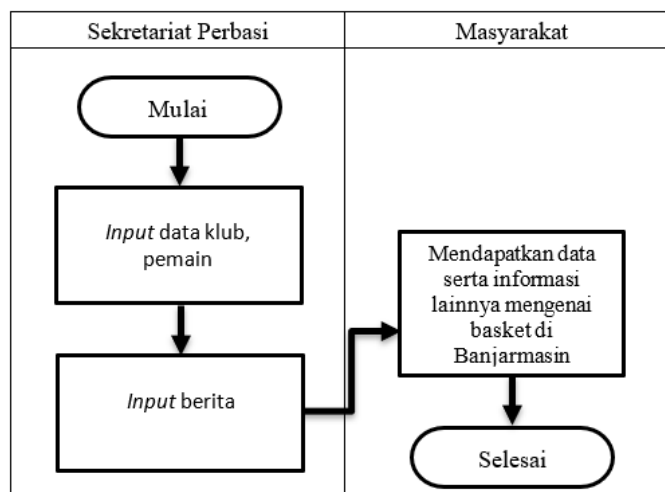 Sekretariat Perbasi
Masyarakat
Mulai
Input data klub,
pemain
Input berita
Mendapatkan data
serta informasi
lainnya mengenai
basket di
Banjarmasin
Selesai